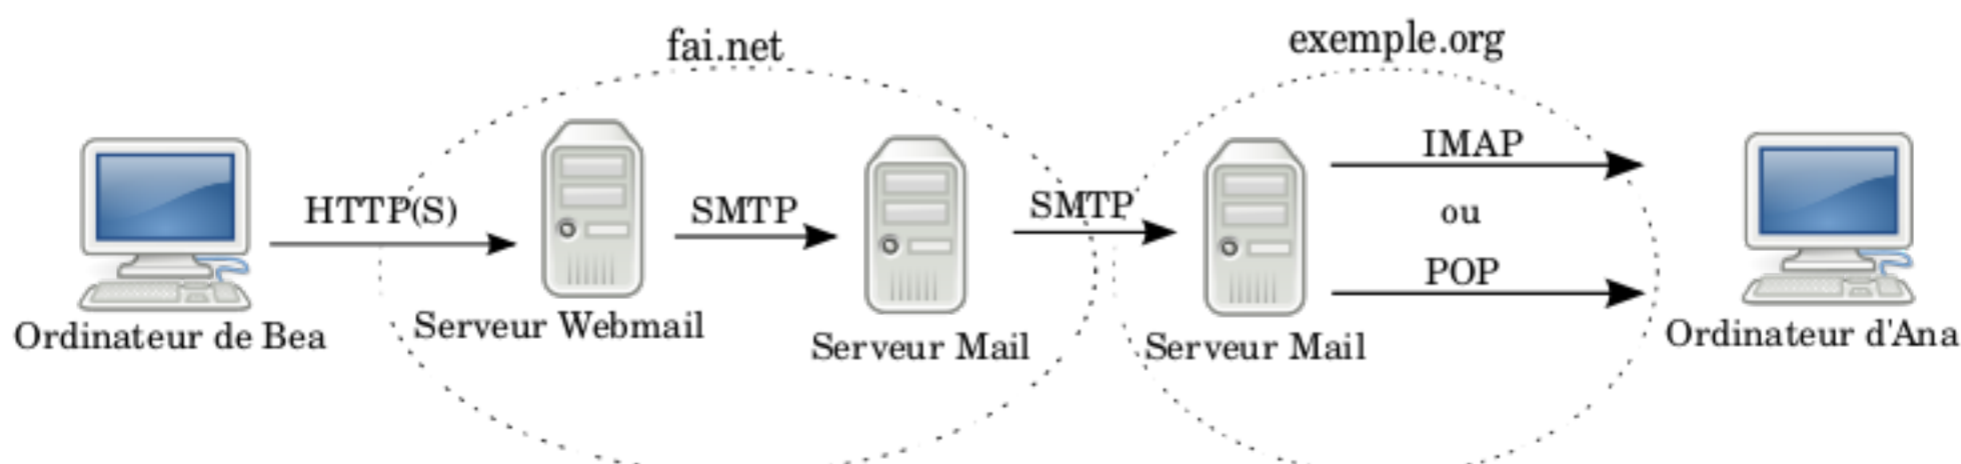 fai.net
exemple.org
HTTP(S)
SMTP
SMTP
IMAP
ou
POP
Ordinateur de Bea
Serveur Webmail
Serveur Mail
Serveur Mail
Ordinateur d'Ana